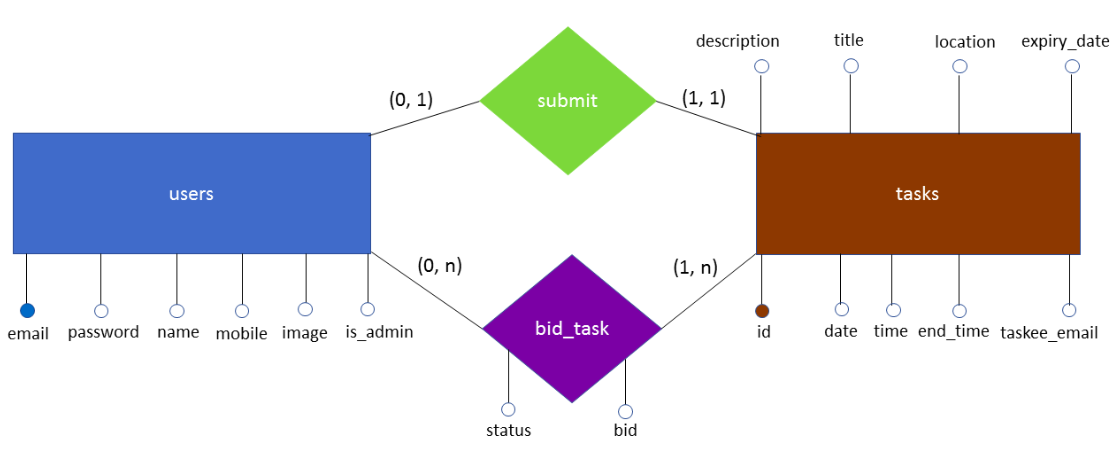 description
title
location
expiry_date
(0, 1)
submit
(1, 1)
users
tasks
(0, n)
(1, n)
email
password
name
mobile
image
is_admin
bid_task
id
date
time
end_time
taskee_email
status
bid